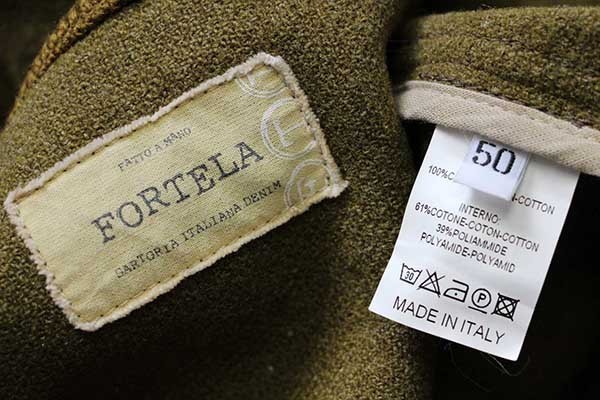 FATTO A MANO
FORTELA
SARTORIA ITALIANA DENIM
50
100%C
-COTTON
INTERNO:
61%COTONE-COTON-COTTON
39%POLIAMMIDE
POLYAMIDE-POLYAMID
30
P
MADE IN ITALY